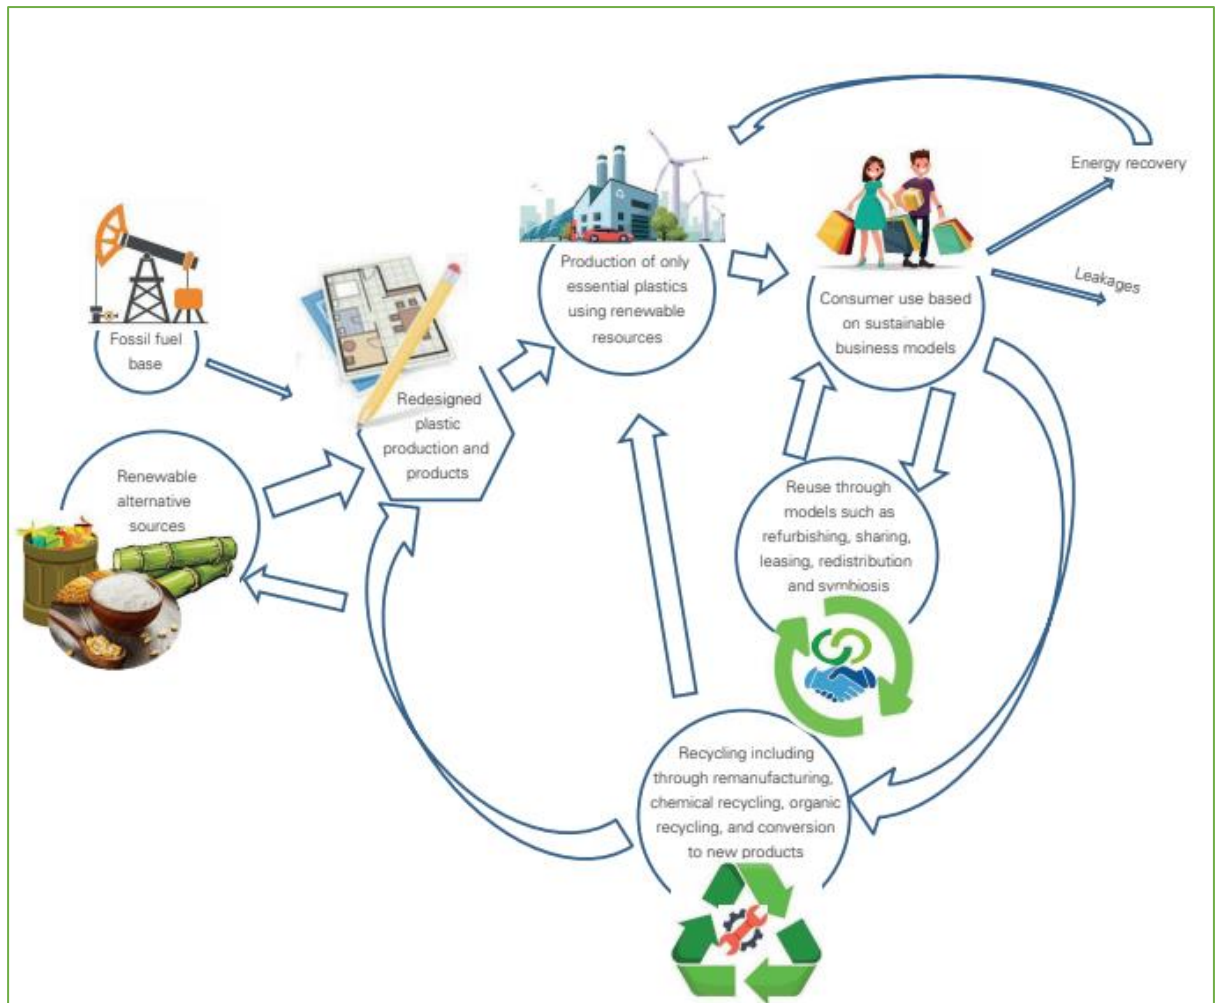 Energy recovery
Leakages
Production of only
essential plastics
using renewable
resources
Consumer use based
on sustainable
business models
Fossil fuel
base
Redesigned
plastic
production and
products
Renewable
alternative
sources
Reuse through
models such as
refurbishing, sharing,
leasing, redistribution
and symbiosis
Recycling including
through remanufacturing,
chemical recycling, organic
recycling, and conversion
to new products